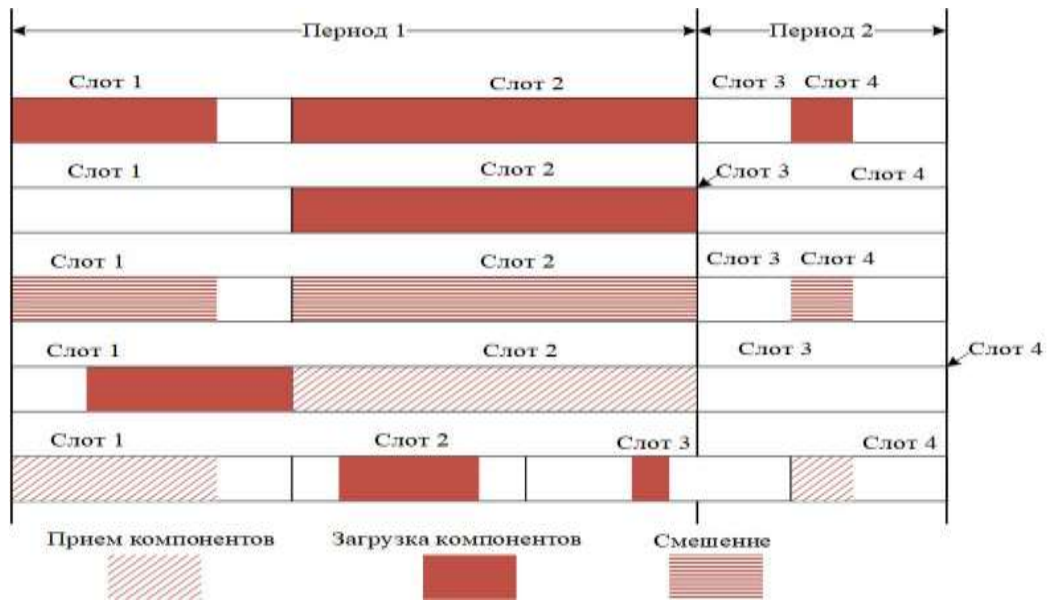 Период 1 Период 2
Слот 1 Слот 2 Слот 3 Слот 4
Слот 1 Слот 2 Слот 3 Слот 4
Слот 1 Слот 2 Слот 3 Слот 4
Слот 1 Слот 2 Слот 3 Слот 4
Слот 1 Слот 2 Слот 3 Слот 4
Прием компонентов Загрузка компонентов Смешение